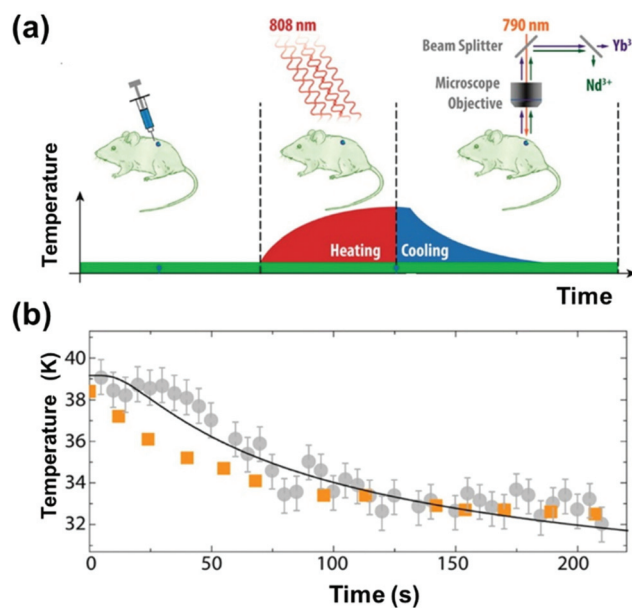 (a)
808 nm
790 nm
Beam Splitter
Yb³
Microscope
Objective
Nd³⁺
Temperature
Heating
Cooling
Time
(b)
Temperature (K)
40
38
36
34
32
0
50
100
150
200
Time (s)